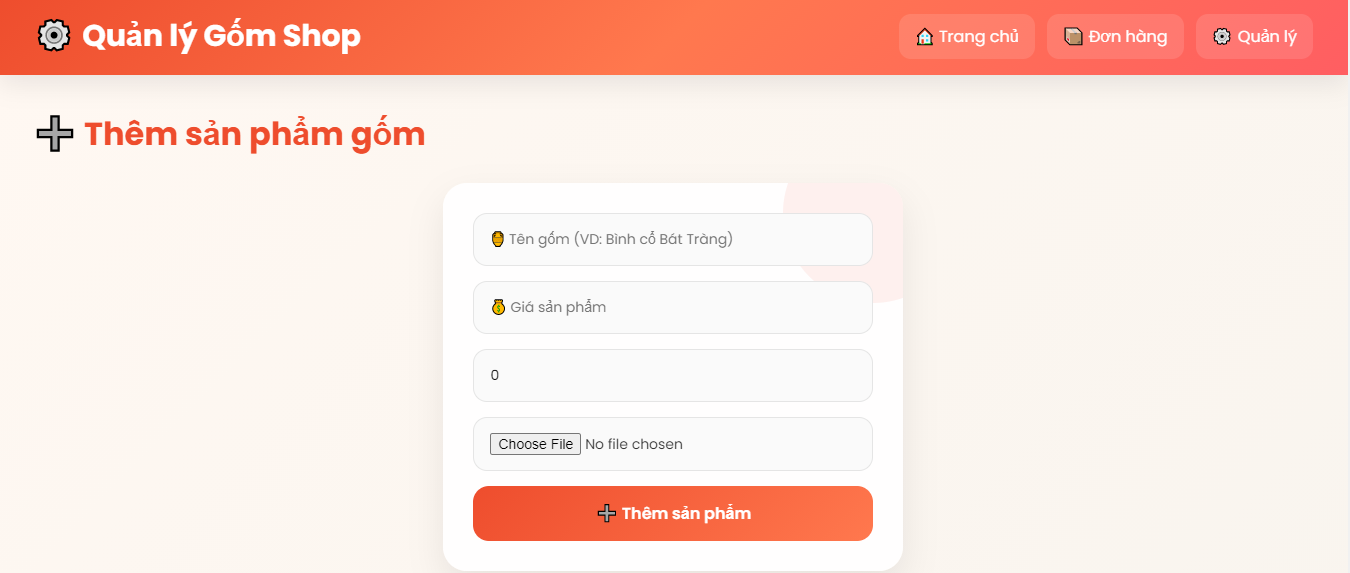 Quản lý Gốm Shop
Trang chủ
Đơn hàng
Quản lý
Thêm sản phẩm gốm
Tên gốm (VD: Bình cổ Bát Tràng)
Giá sản phẩm
0
Choose File No file chosen
Thêm sản phẩm